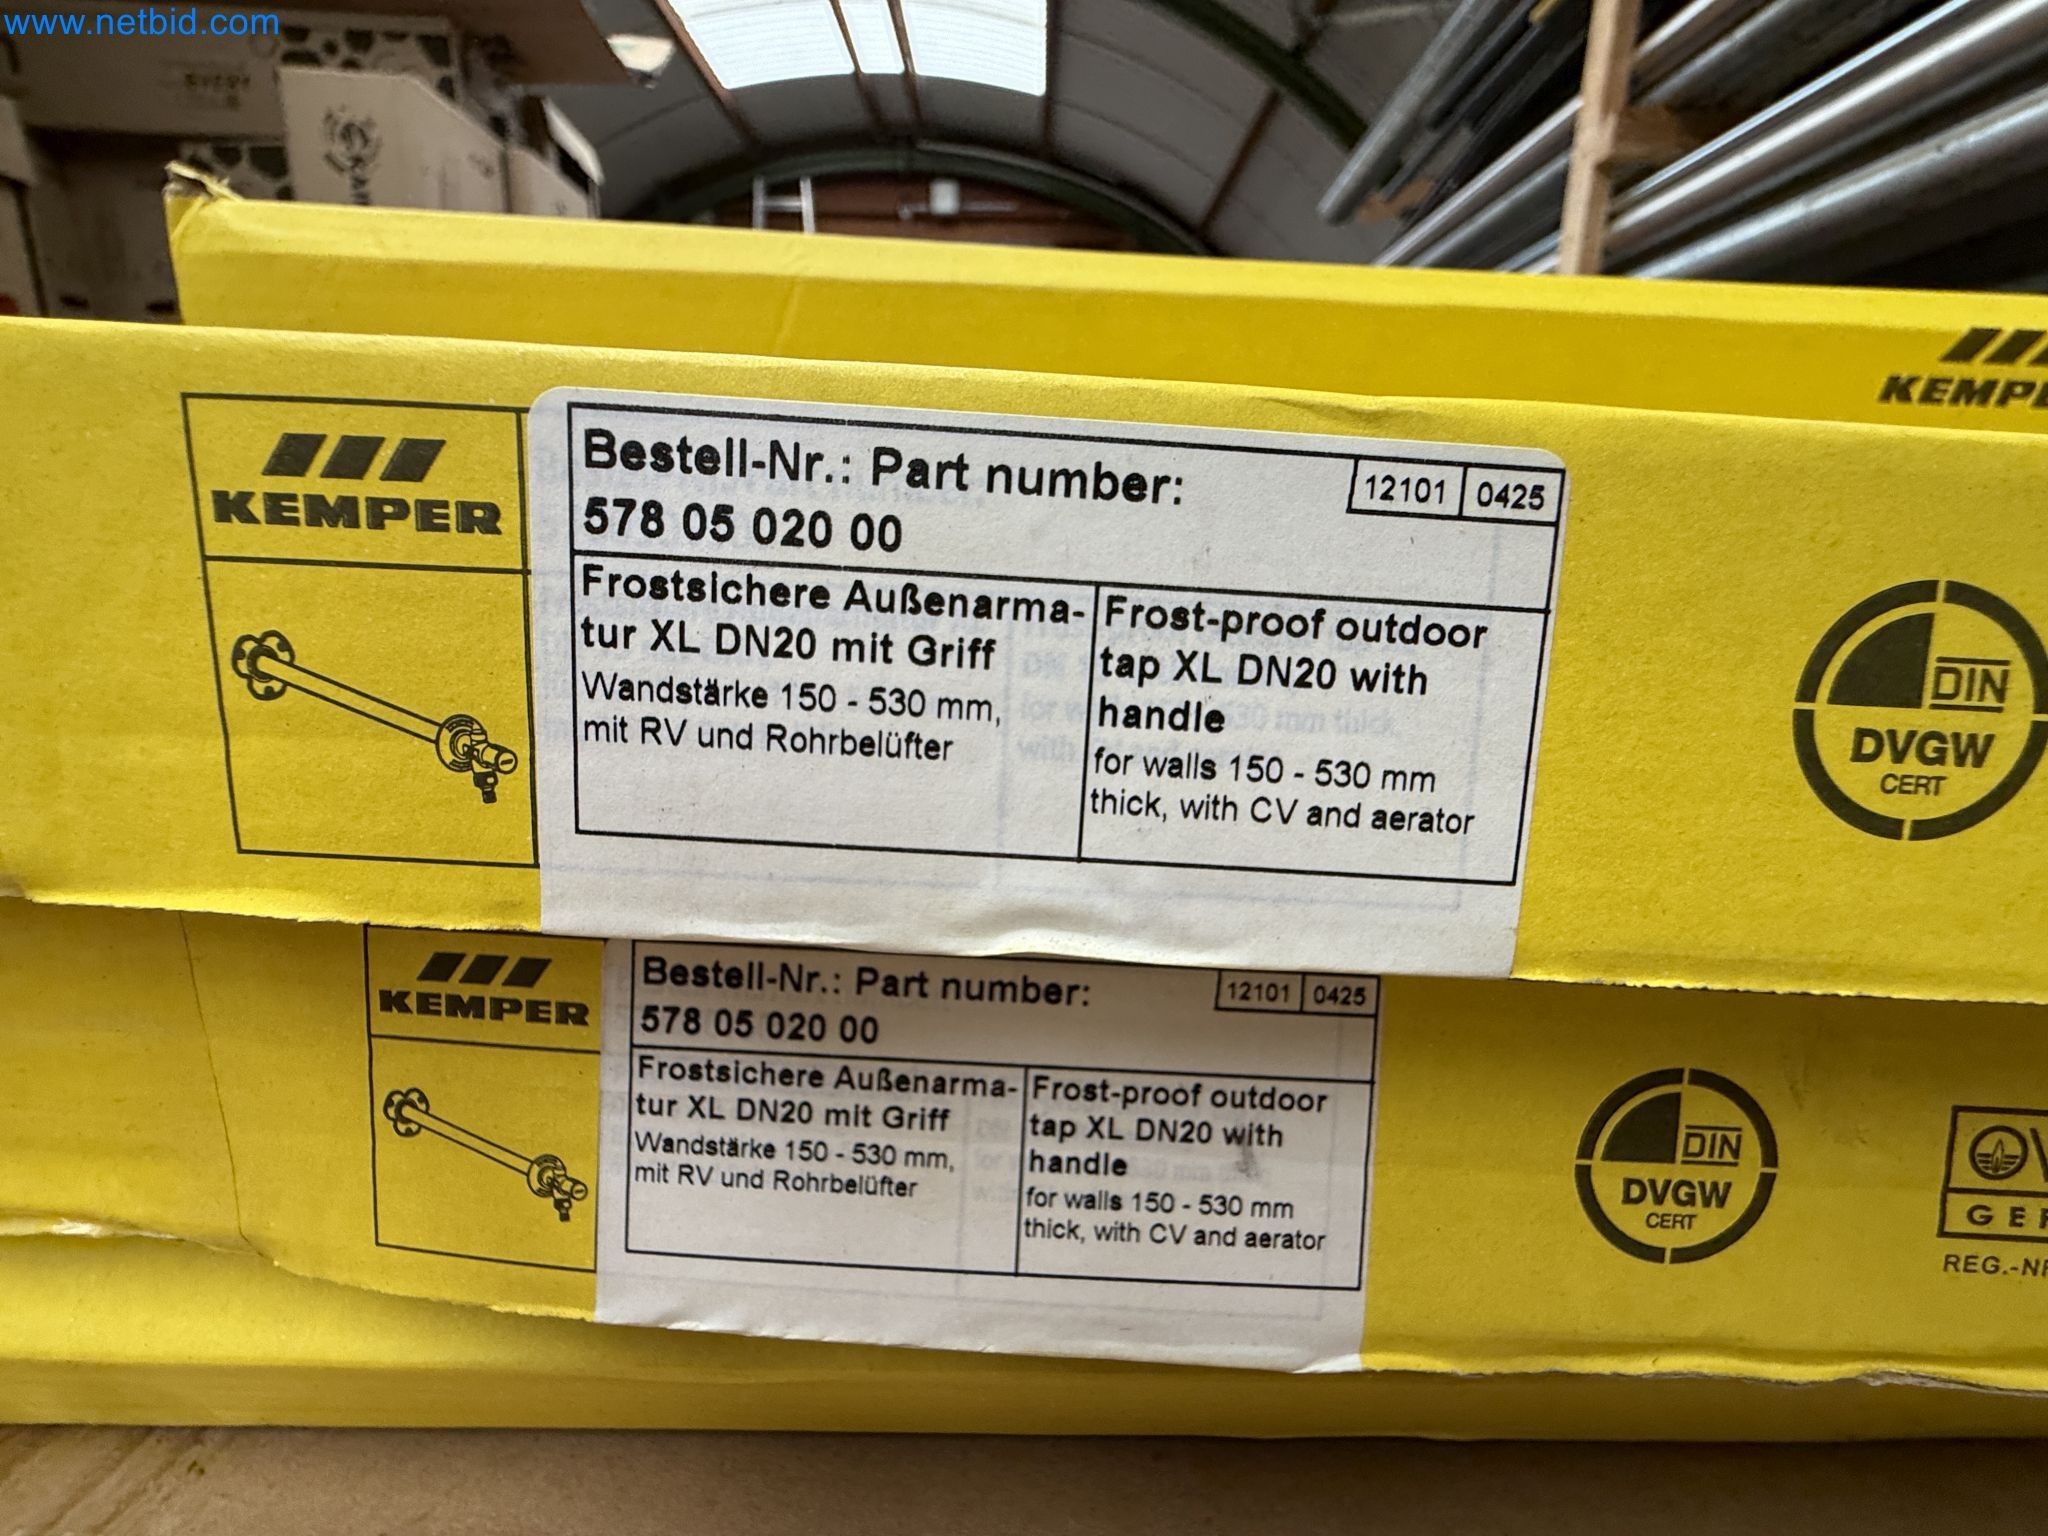 www.netbid.com
KEMPER
KEMPER
Bestell-Nr.: Part number:
12101 0425
578 05 020 00
Frostsichere Außenarma-
tur XL DN20 mit Griff
Wandstärke 150 - 530 mm,
mit RV und Rohrbelüfter
Frost-proof outdoor
tap XL DN20 with
handle
for walls 150 - 530 mm
thick, with CV and aerator
DIN
DVGW
CERT
KEMPER
Bestell-Nr.: Part number:
12101 0425
578 05 020 00
Frostsichere Außenarma-
tur XL DN20 mit Griff
Wandstärke 150 - 530 mm,
mit RV und Rohrbelüfter
Frost-proof outdoor
tap XL DN20 with
handle
for walls 150 - 530 mm
thick, with CV and aerator
DIN
DVGW
CERT
REG.-NR